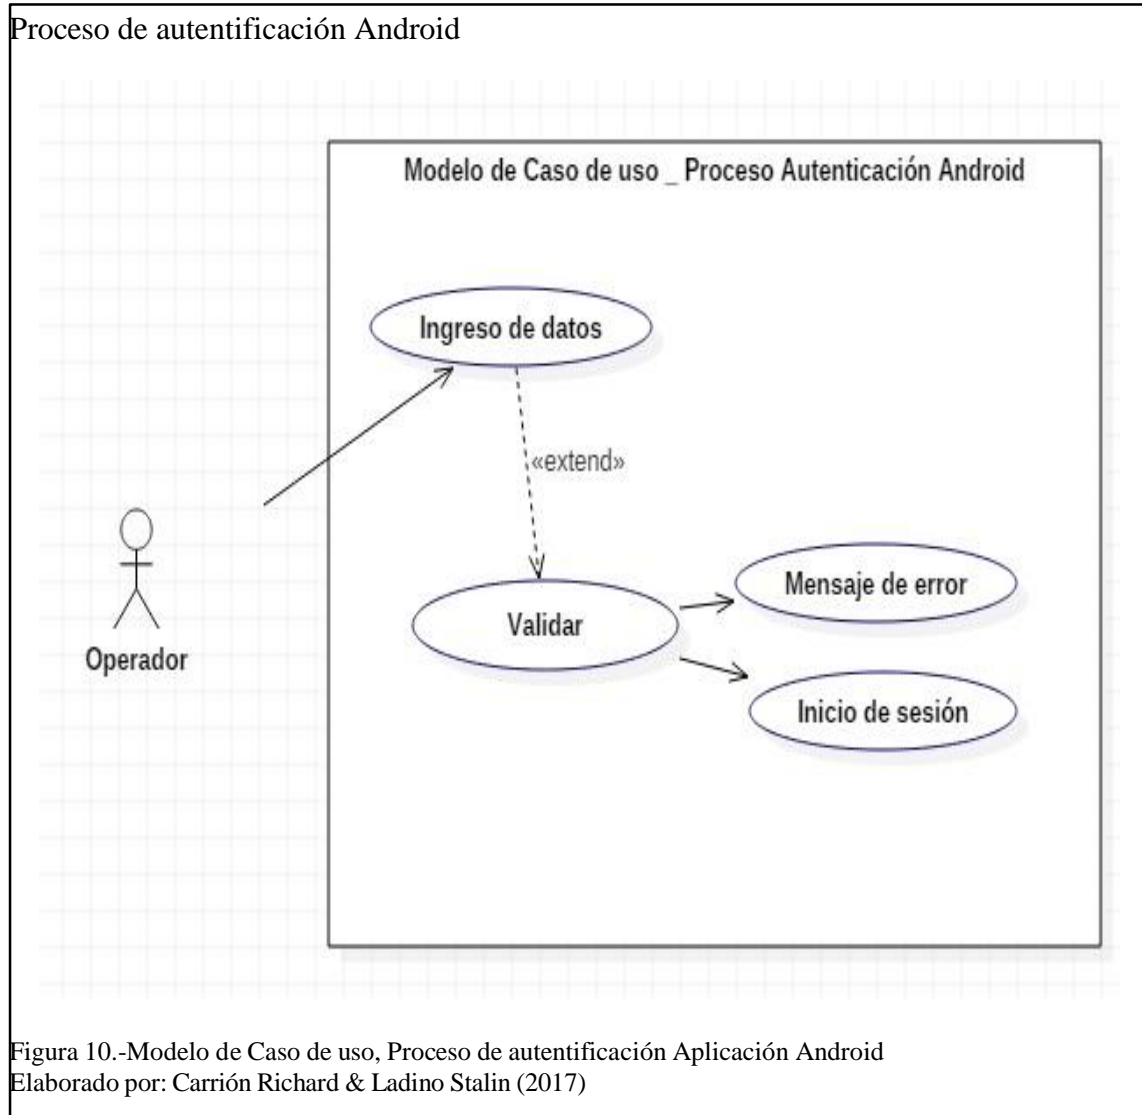 Proceso de autentificación Android
Modelo de Caso de uso _ Proceso Autenticación Android
Ingreso de datos
«extend»
Validar
Mensaje de error
Inicio de sesión
Operador
Figura 10.-Modelo de Caso de uso, Proceso de autentificación Aplicación Android
Elaborado por: Carrión Richard & Ladino Stalin (2017)